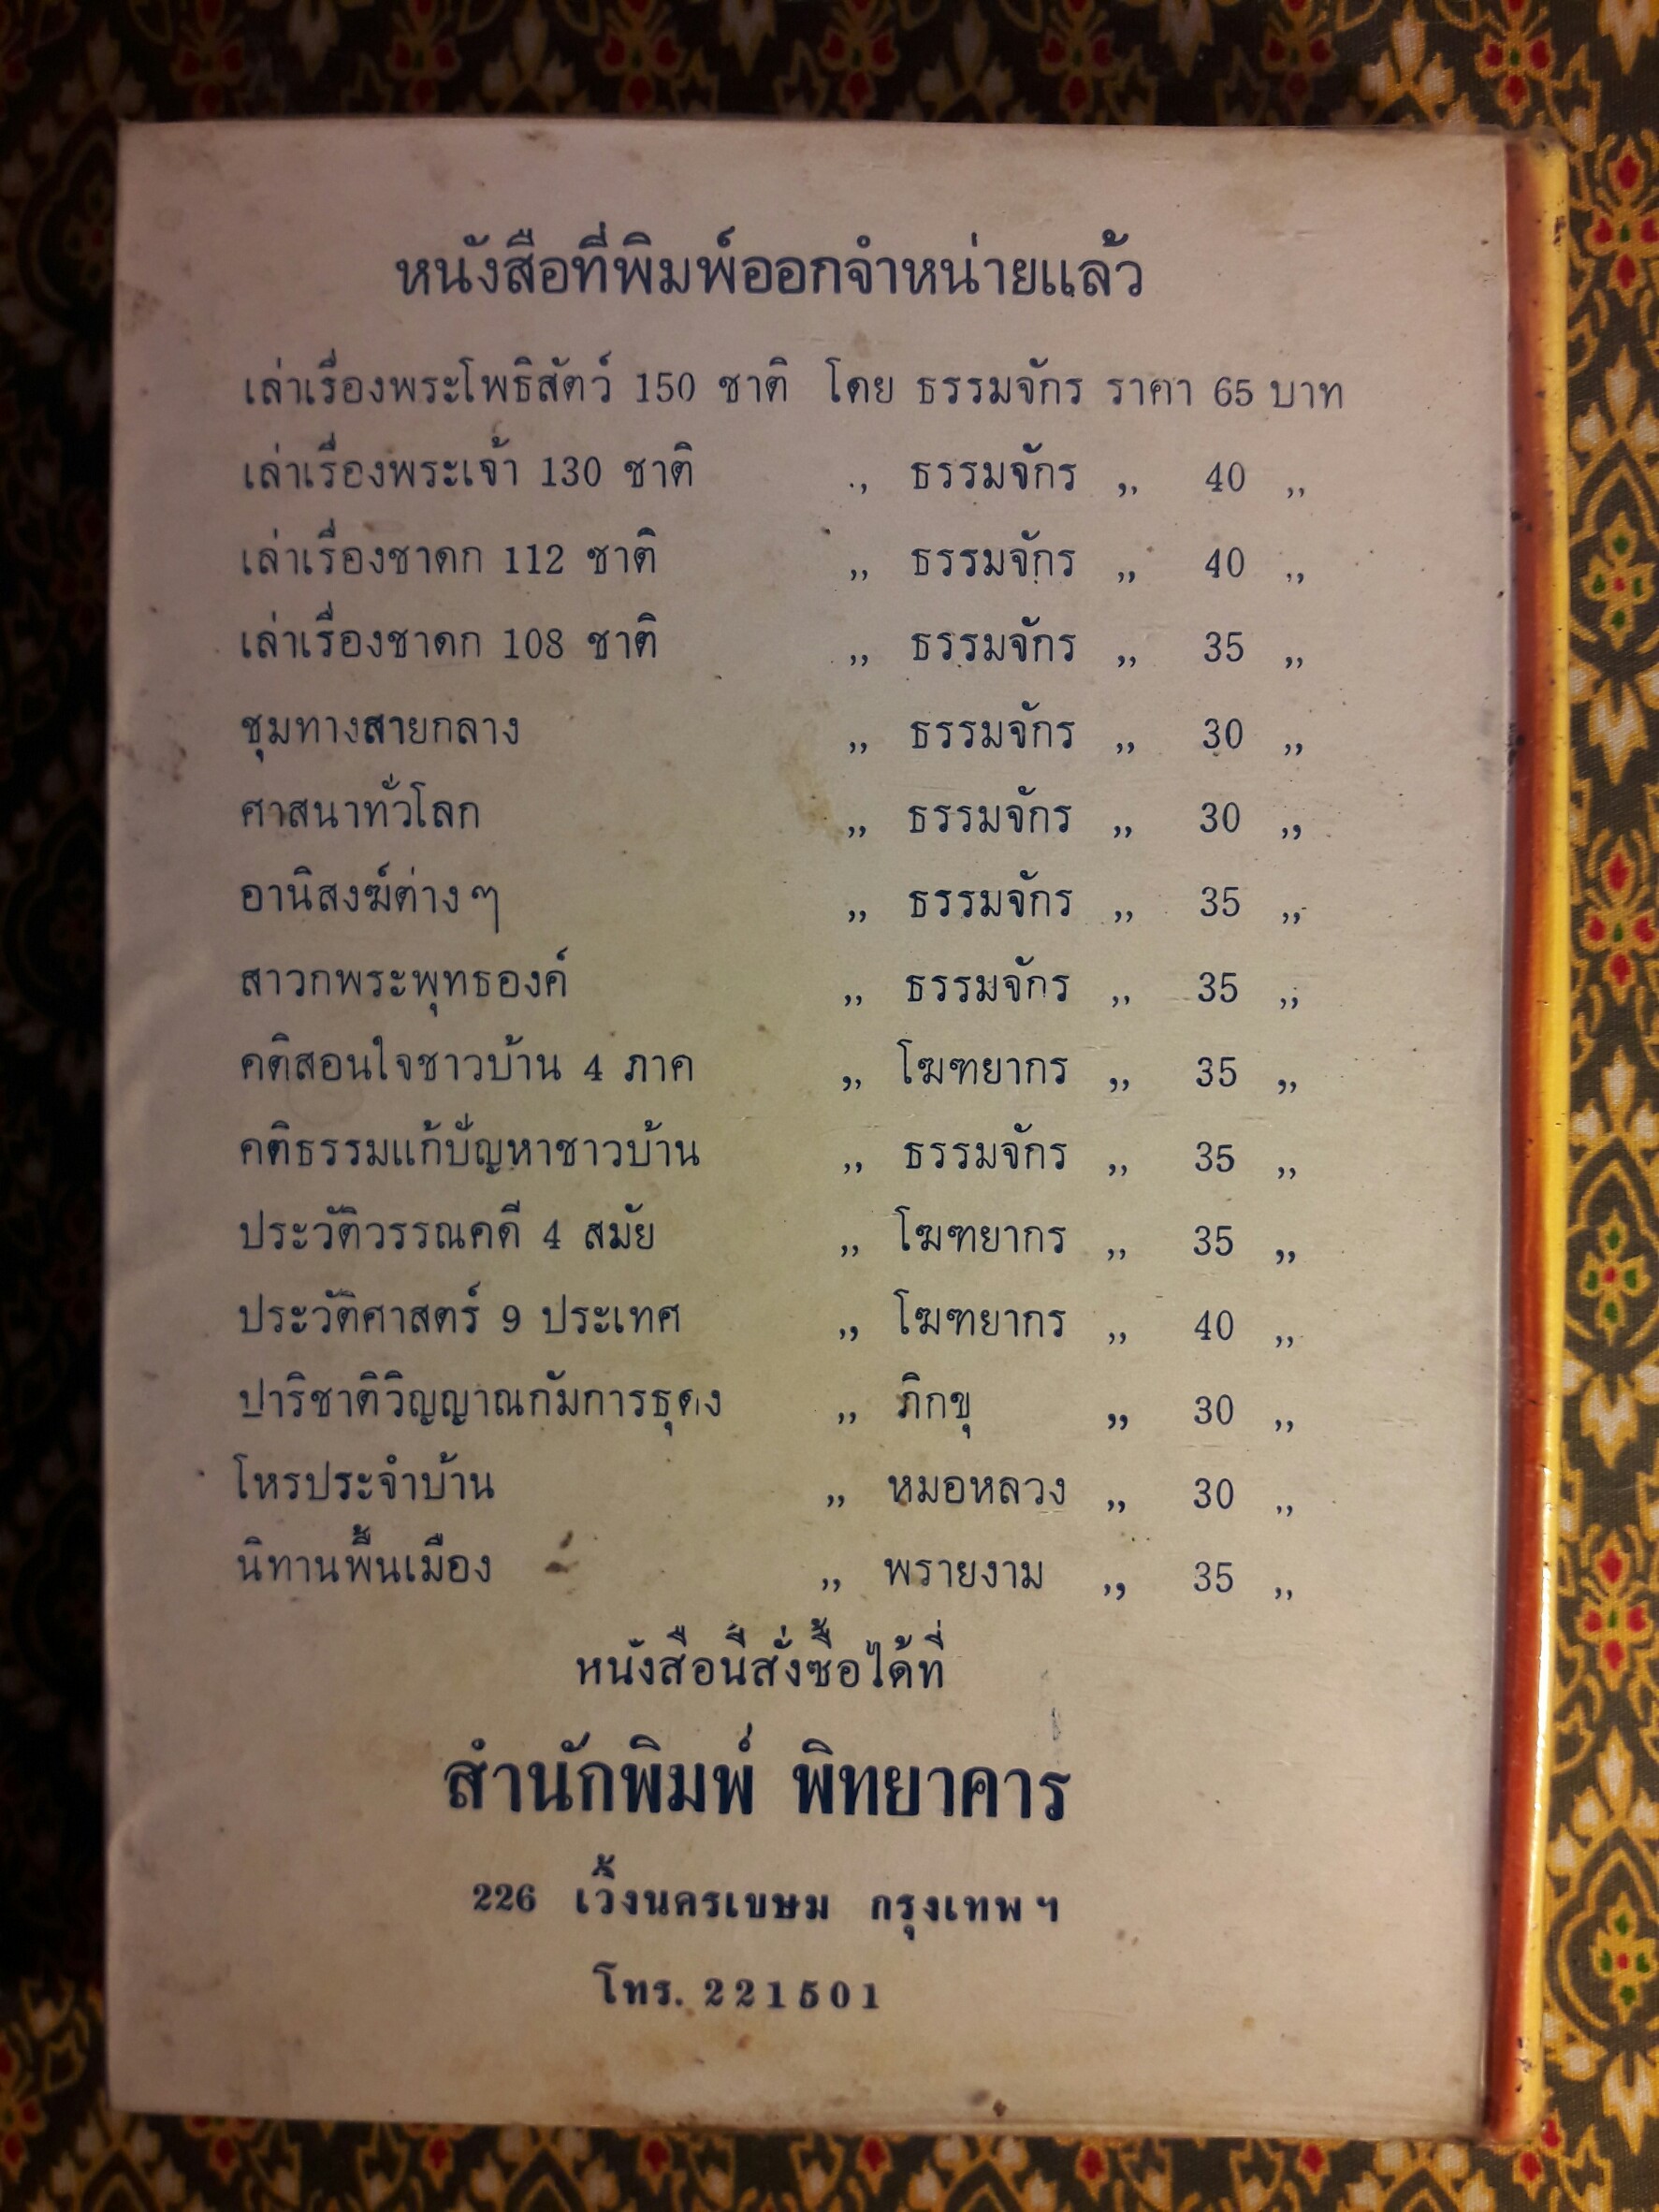 หนังสือที่พิมพ์ออกจำหน่ายแล้ว
เล่าเรื่องพระโพธิสัตว์ 150 ชาติ โดย ธรรมจักร ราคา 65 บาท
เล่าเรื่องพระเจ้า 130 ชาติ ,, ธรรมจักร ,, 40 ,,
เล่าเรื่องชาดก 112 ชาติ ,, ธรรมจักร ,, 40 ,,
เล่าเรื่องชาดก 108 ชาติ ,, ธรรมจักร ,, 35 ,,
ชุมทางสายกลาง ,, ธรรมจักร ,, 30 ,,
ศาสนาทั่วโลก ,, ธรรมจักร ,, 30 ,,
อานิสงฆ์ต่างๆ ,, ธรรมจักร ,, 35 ,,
สาวกพระพุทธองค์ ,, ธรรมจักร ,, 35 ,,
คติสอนใจชาวบ้าน 4 ภาค ,, โฆฑยากร ,, 35 ,,
คติธรรมแก้ปัญหาชาวบ้าน ,, ธรรมจักร ,, 35 ,,
ประวัติวรรณคดี 4 สมัย ,, โฆฑยากร ,, 35 ,,
ประวัติศาสตร์ 9 ประเทศ ,, โฆฑยากร ,, 40 ,,
ปาริชาติวิญญาณกัมการธุดง ,, ภิกขุ ,, 30 ,,
โหรประจำบ้าน ,, หมอหลวง ,, 30 ,,
นิทานพื้นเมือง ,, พรายงาม ,, 35 ,,
หนังสือนี้สั่งซื้อได้ที่
สำนักพิมพ์ พิทยาคาร
226 เวิ้งนครเขษม กรุงเทพฯ
โทร. 221501